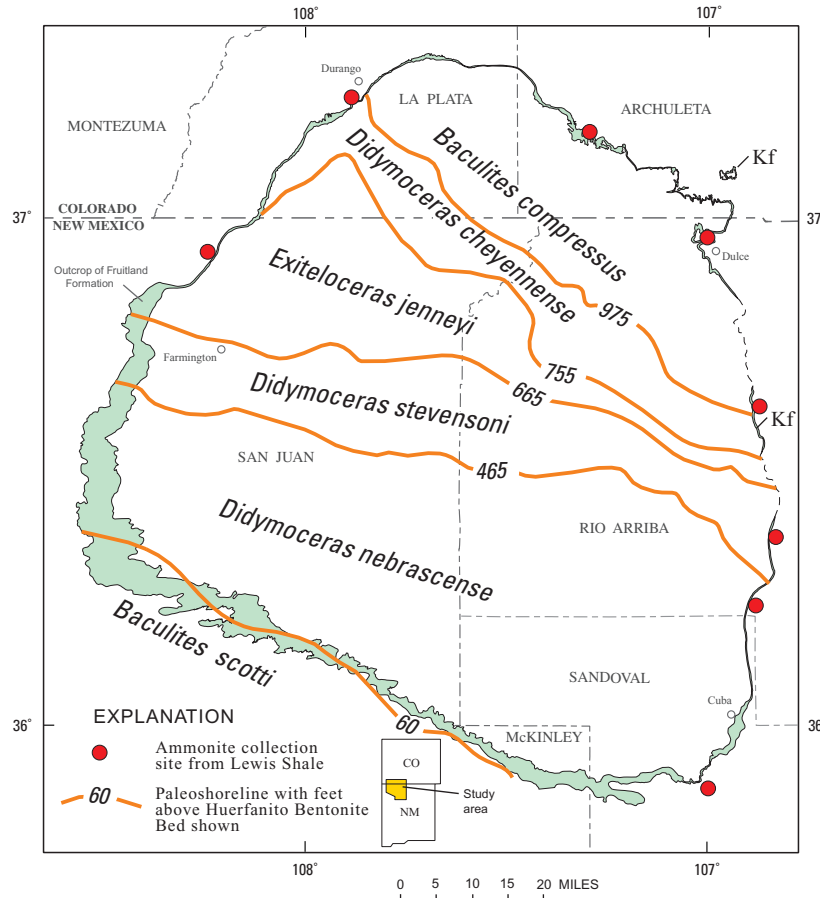 108°
107°
Durango
LA PLATA
ARCHULETA
MONTEZUMA
Kf
Baculites compressus
Didymoceras cheyennense
37°
COLORADO
NEW MEXICO
37°
Dulce
Outcrop of Fruitland
Formation
Exiteloceras jenneyi
975
Farmington
755
665
Kf
Didymoceras stevensoni
SAN JUAN
465
RIO ARRIBA
Didymoceras nebrascense
Baculites scotti
SANDOVAL
Cuba
EXPLANATION
36°
60
McKINLEY
36
Ammonite collection
site from Lewis Shale
CO
60
Paleoshoreline with feet
above Huerfanito Bentonite
Bed shown
Study
area
NM
108°
107°
0 5 10 15 20 MILES